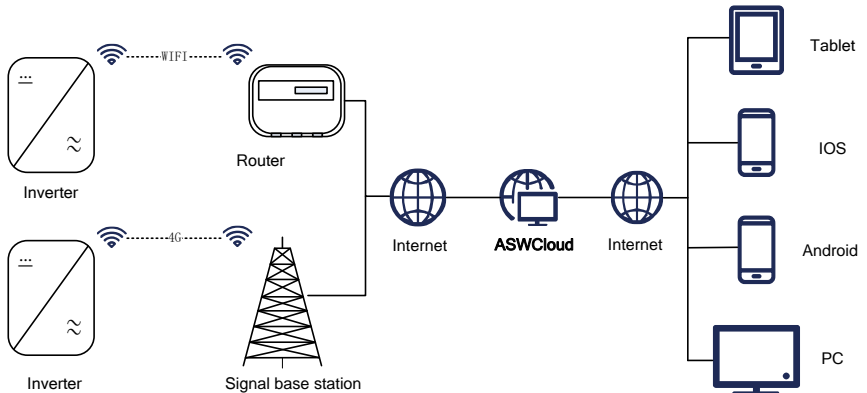 WIFI
Router
Inverter
4G
Inverter
Signal base station
Internet
ASWCloud
Internet
Tablet
IOS
Android
PC